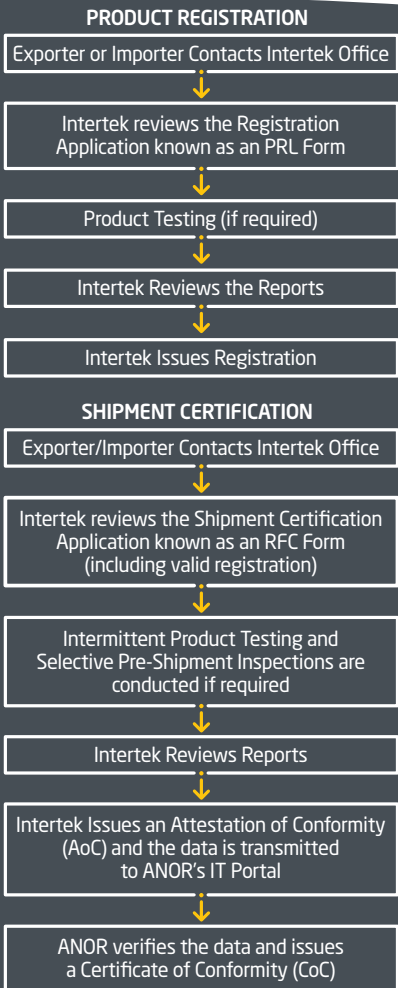 PRODUCT REGISTRATION
Exporter or Importer Contacts Intertek Office
Intertek reviews the Registration
Application known as an PRL Form
Product Testing (if required)
Intertek Reviews the Reports
Intertek Issues Registration
SHIPMENT CERTIFICATION
Exporter/Importer Contacts Intertek Office
Intertek reviews the Shipment Certification
Application known as an RFC Form
(including valid registration)
Intermittent Product Testing and
Selective Pre-Shipment Inspections are
conducted if required
Intertek Reviews Reports
Intertek Issues an Attestation of Conformity
(AoC) and the data is transmitted
to ANOR's IT Portal
ANOR verifies the data and issues
a Certificate of Conformity (CoC)